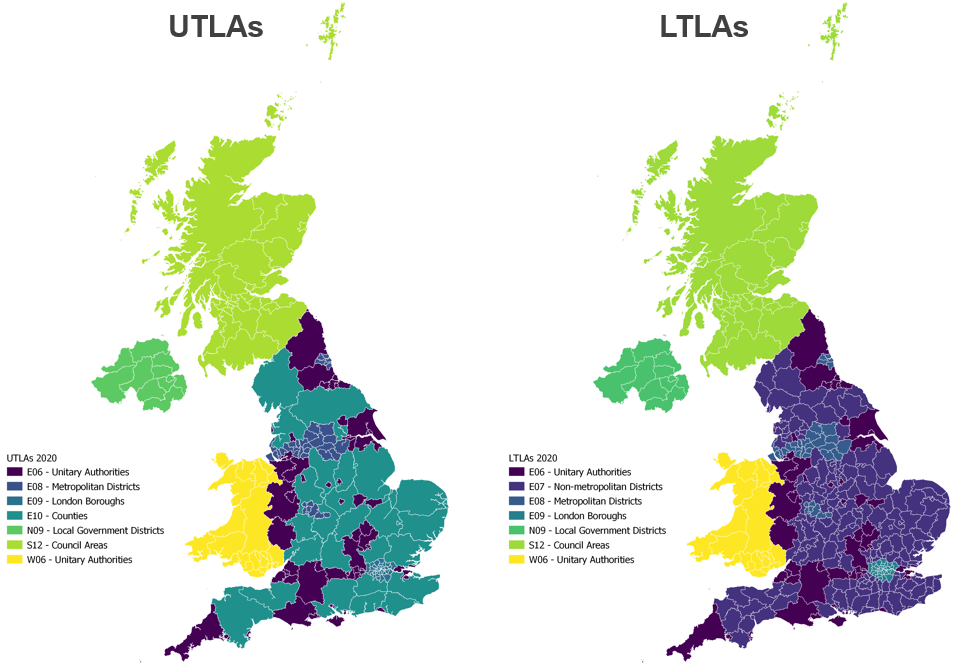 UTLAs
LTLAs
UTLAs 2020
E06 - Unitary Authorities
E08 - Metropolitan Districts
E09 - London Boroughs
E10 - Counties
N09 - Local Government Districts
S12 - Council Areas
W06 - Unitary Authorities
LTLAs 2020
E06 - Unitary Authorities
E07 - Non-metropolitan Districts
E08 - Metropolitan Districts
E09 - London Boroughs
N09 - Local Government Districts
S12 - Council Areas
W06 - Unitary Authorities